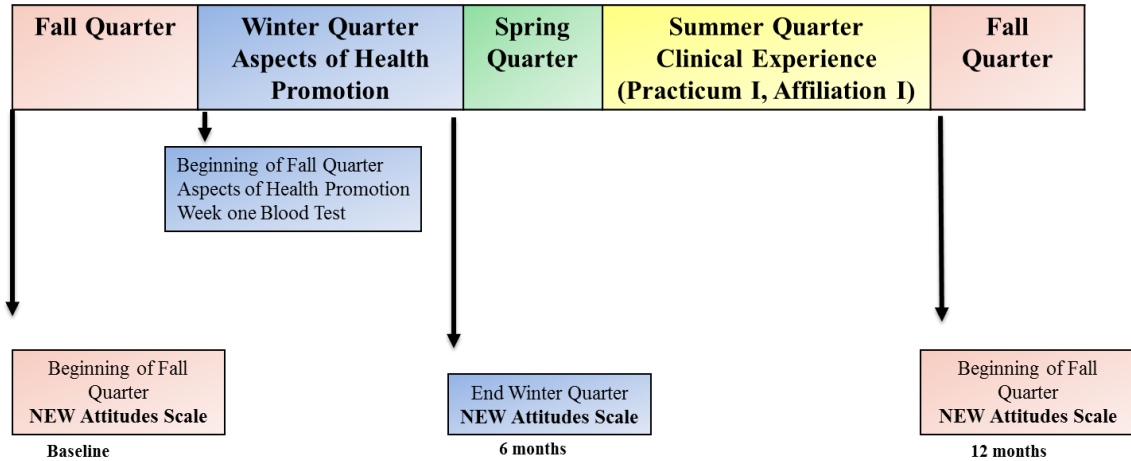 Fall Quarter
Winter Quarter
Aspects of Health
Promotion
Spring
Quarter
Summer Quarter
Clinical Experience
(Practicum I, Affiliation I)
Fall
Quarter
Beginning of Fall Quarter
Aspects of Health Promotion
Week one Blood Test
Beginning of Fall
Quarter
NEW Attitudes Scale
Baseline
End Winter Quarter
NEW Attitudes Scale
6 months
Beginning of Fall
Quarter
NEW Attitudes Scale
12 months